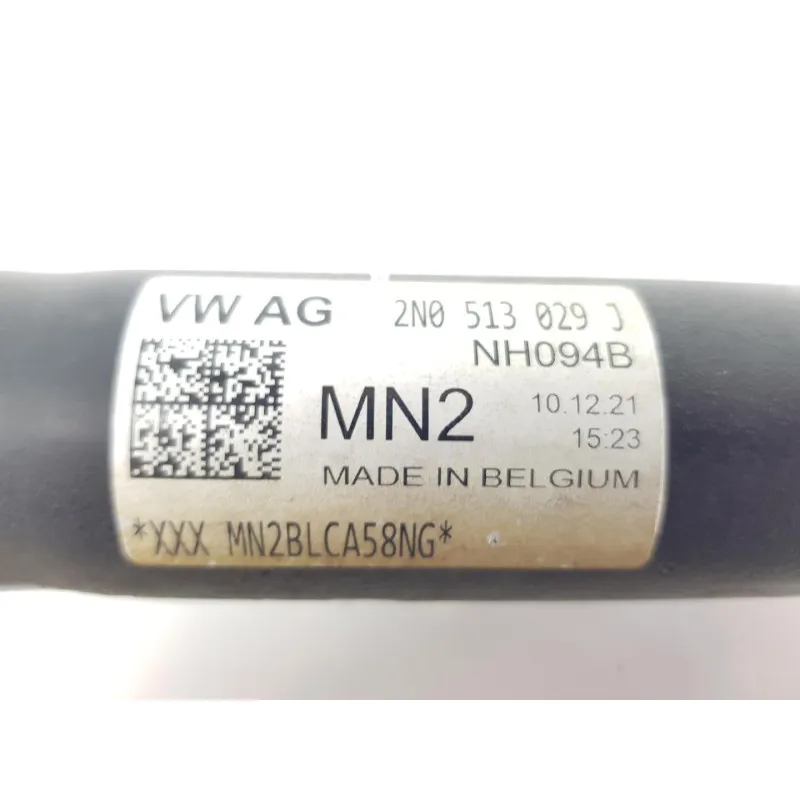 VW AG 2N0 513 029 J
NH094B
MN2 10.12.21
15:23
MADE IN BELGIUM
*XXX MN2BLCA58NG*